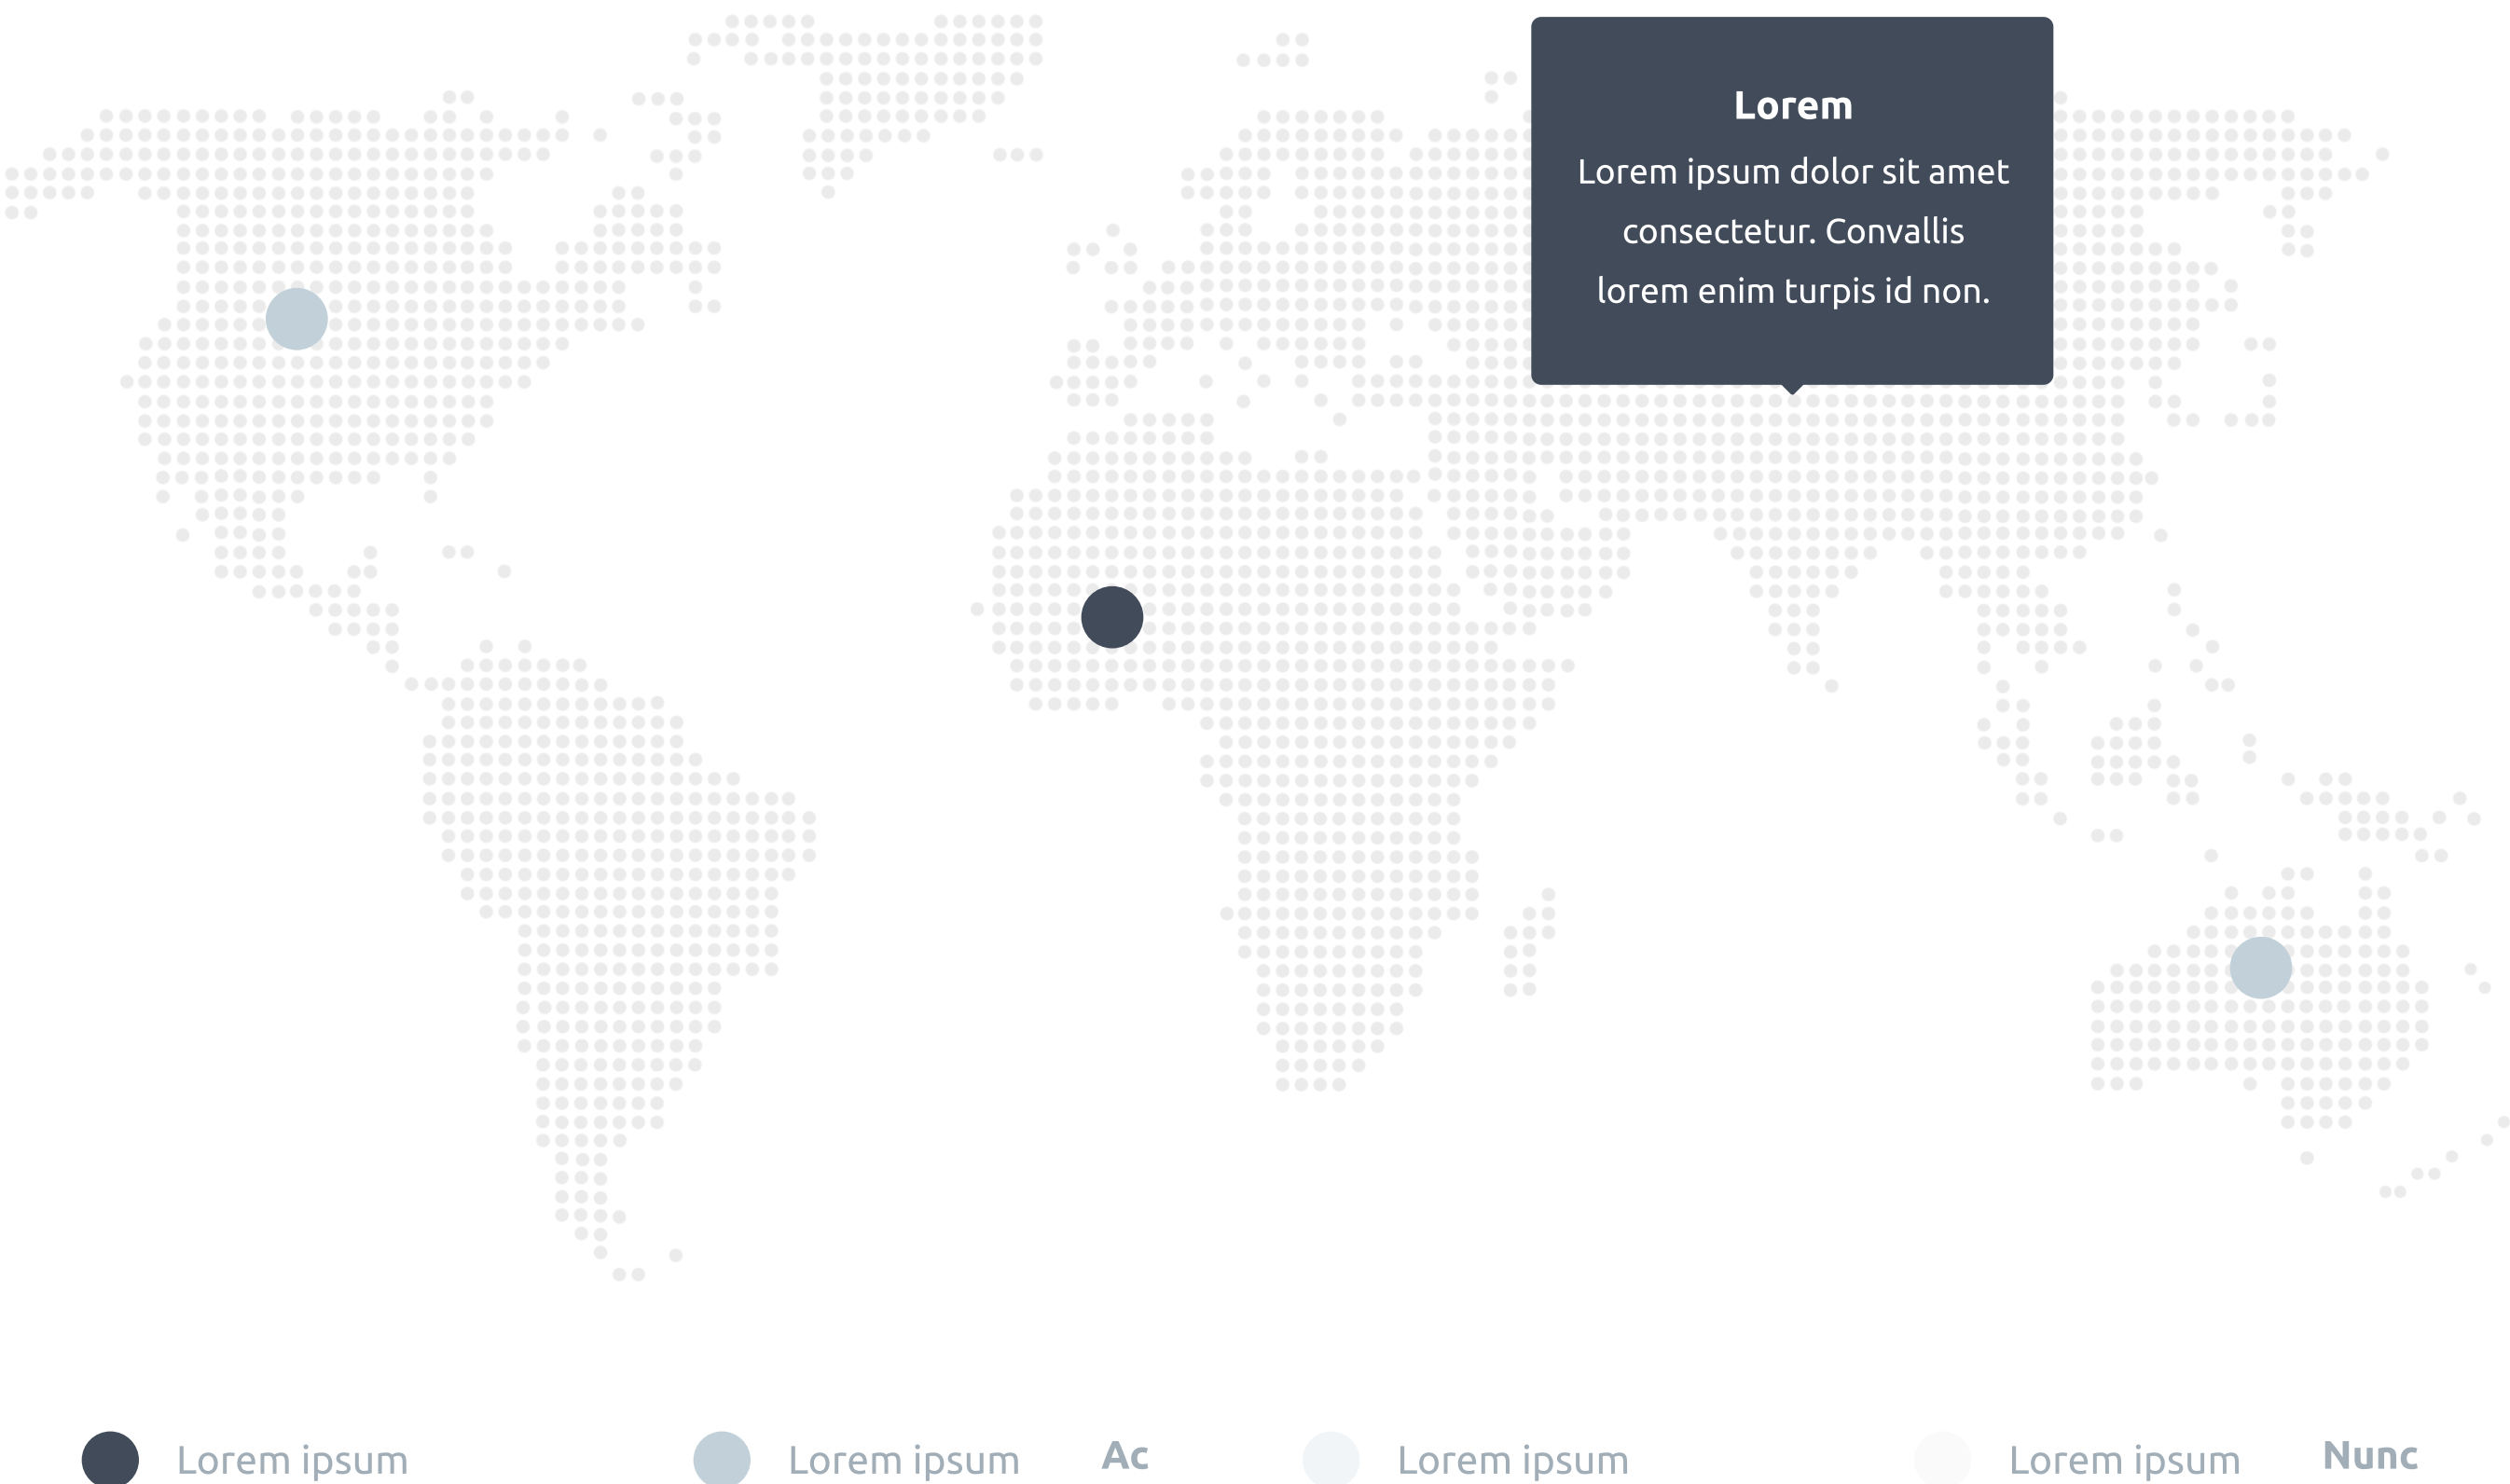 Lorem
Lorem ipsum dolor sit amet
consectetur. Convallis
lorem enim turpis id non.
Lorem ipsum
Lorem ipsum Ac
Lorem ipsum
Lorem ipsum Nunc